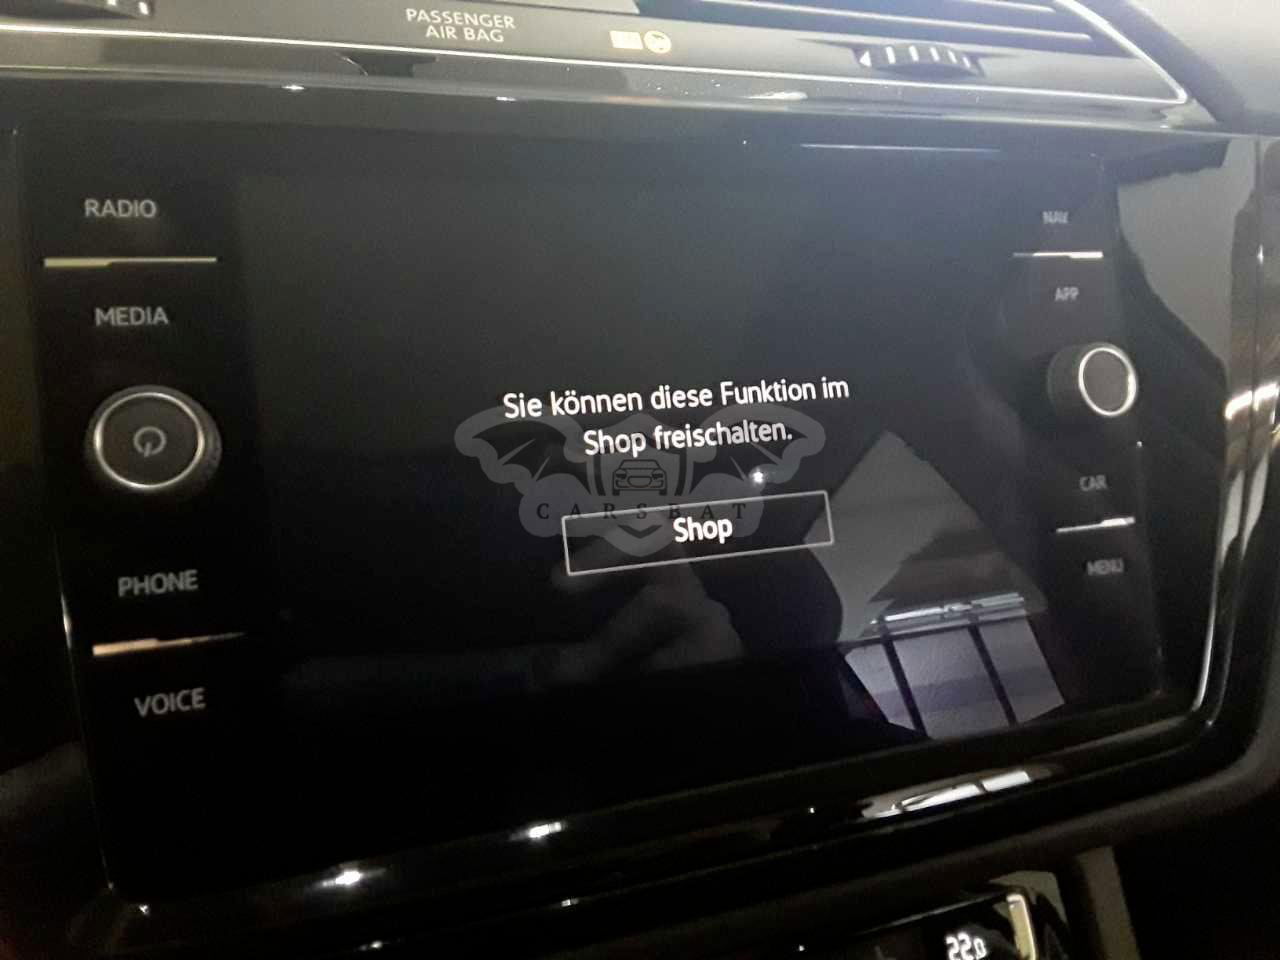 PASSENGER
AIR BAG
RADIO
NAV
MEDIA
APP
Sie können diese Funktion im
Shop freischalten.
CARSBAT
Shop
CAR
PHONE
MENU
VOICE
22.0